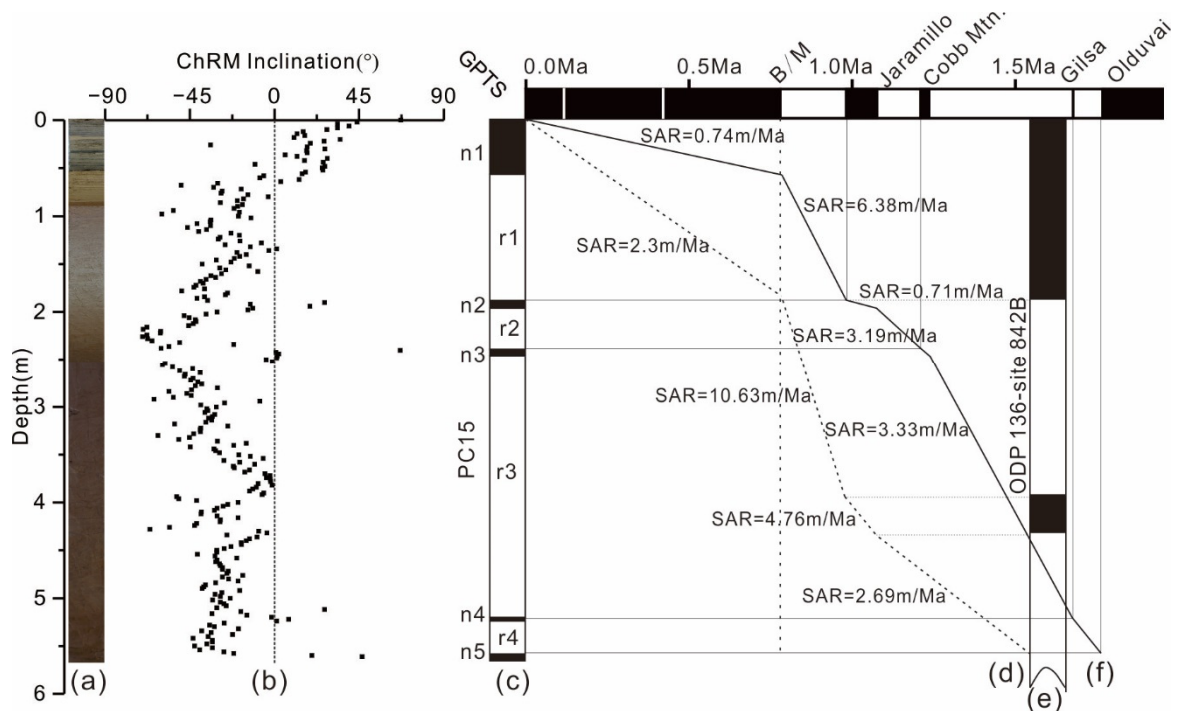 ChRM Inclination(°)
−90 −45 0 45 90
GPTS
0.0Ma 0.5Ma B/M 1.0Ma Jaramillo Cobb Mtn. 1.5Ma Gilsa Olduvai
Depth(m)
0
1
2
3
4
5
6
PC15
n1
r1
n2
r2
n3
r3
n4
r4
n5
SAR=0.74m/Ma
SAR=6.38m/Ma
SAR=2.3m/Ma
SAR=0.71m/Ma
SAR=3.19m/Ma
SAR=10.63m/Ma
SAR=3.33m/Ma
SAR=4.76m/Ma
SAR=2.69m/Ma
ODP 136-site 842B
(a) (b) (c) (d) (e) (f)